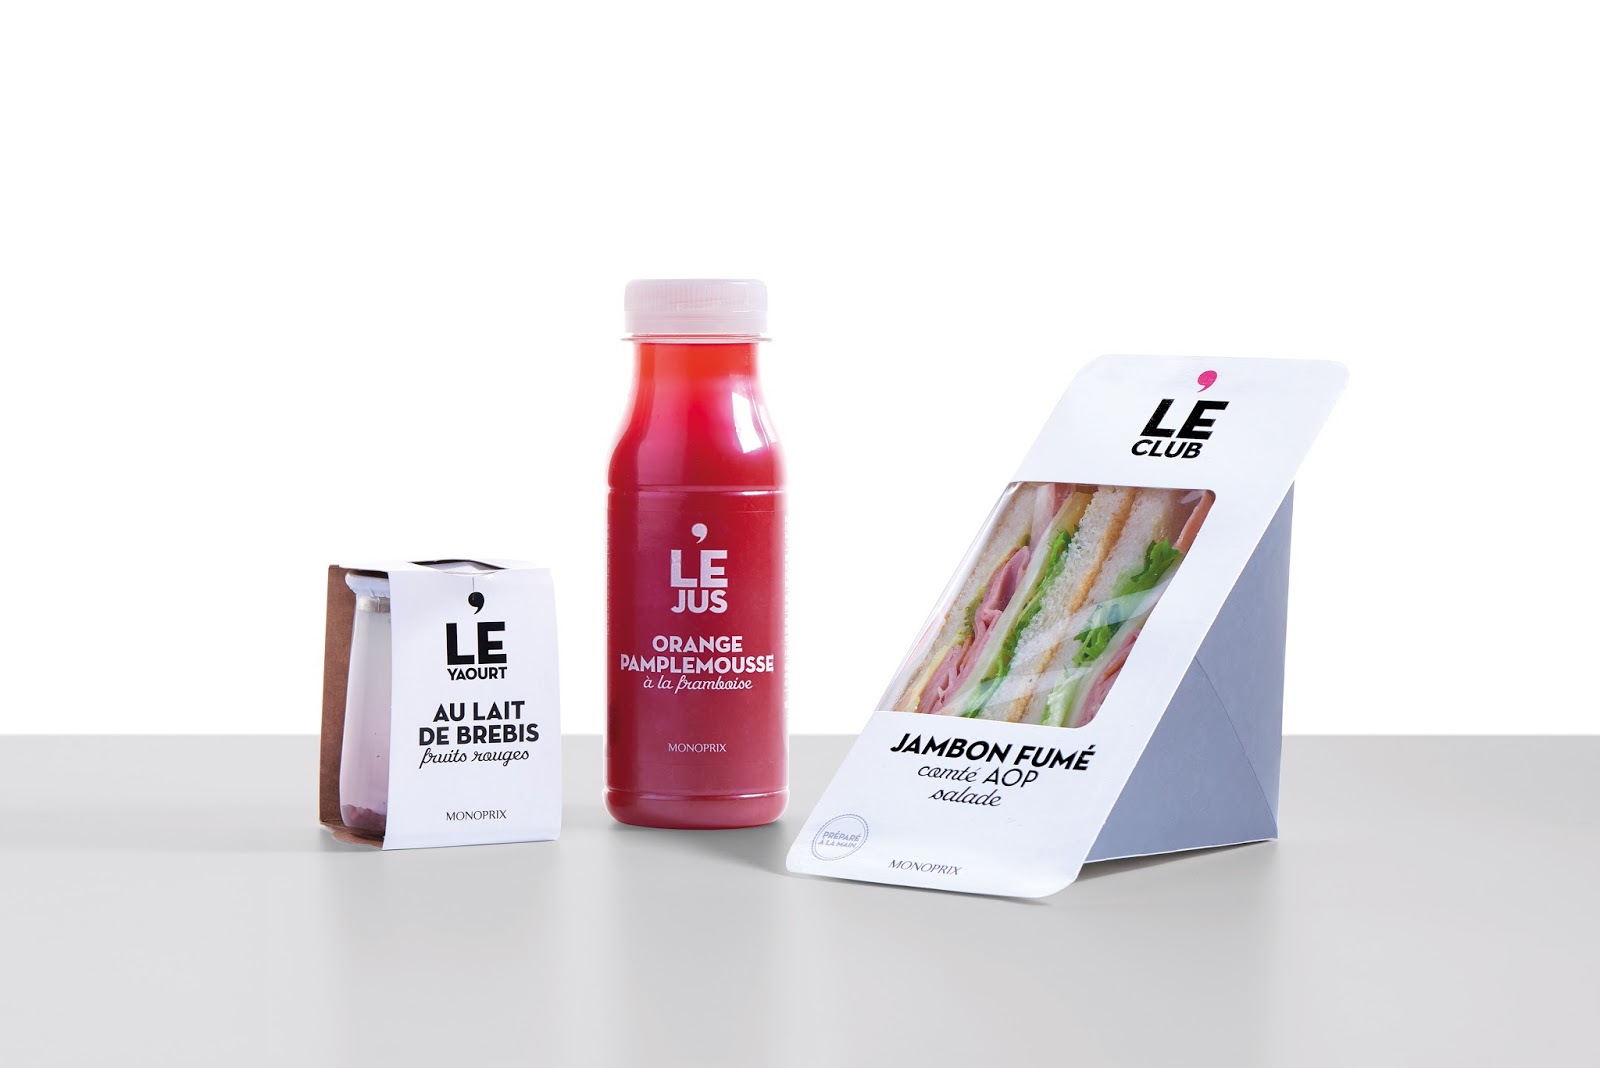 ’
LE
YAOURT
AU LAIT
DE BREBIS
fruits rouges
MONOPRIX
’
LE
JUS
ORANGE
PAMPLEMOUSSE
à la framboise
MONOPRIX
’
LE
CLUB
JAMBON FUMÉ
comté AOP
salade
PRÉPARÉ
À LA MAIN
MONOPRIX